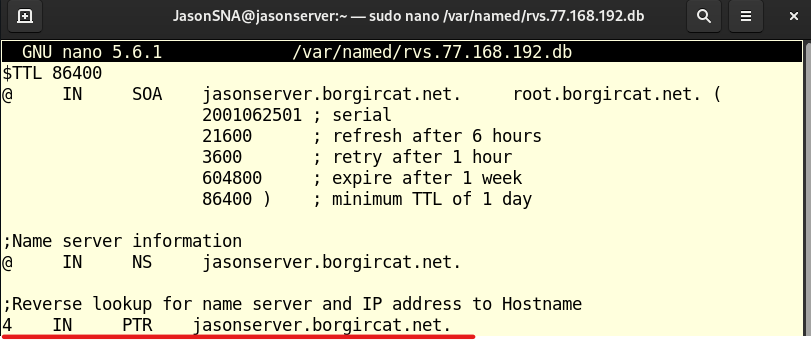 JasonSNA@jasonserver:~ — sudo nano /var/named/rvs.77.168.192.db
GNU nano 5.6.1 /var/named/rvs.77.168.192.db
$TTL 86400
@ IN SOA jasonserver.borgircat.net. root.borgircat.net. (
2001062501 ; serial
21600 ; refresh after 6 hours
3600 ; retry after 1 hour
604800 ; expire after 1 week
86400 ) ; minimum TTL of 1 day
;Name server information
@ IN NS jasonserver.borgircat.net.
;Reverse lookup for name server and IP address to Hostname
4 IN PTR jasonserver.borgircat.net.